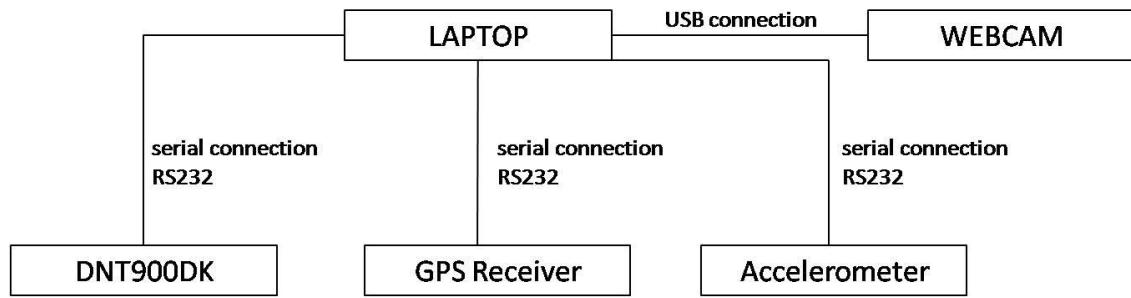 LAPTOP
USB connection
WEBCAM
serial connection
RS232
serial connection
RS232
serial connection
RS232
DNT900DK
GPS Receiver
Accelerometer